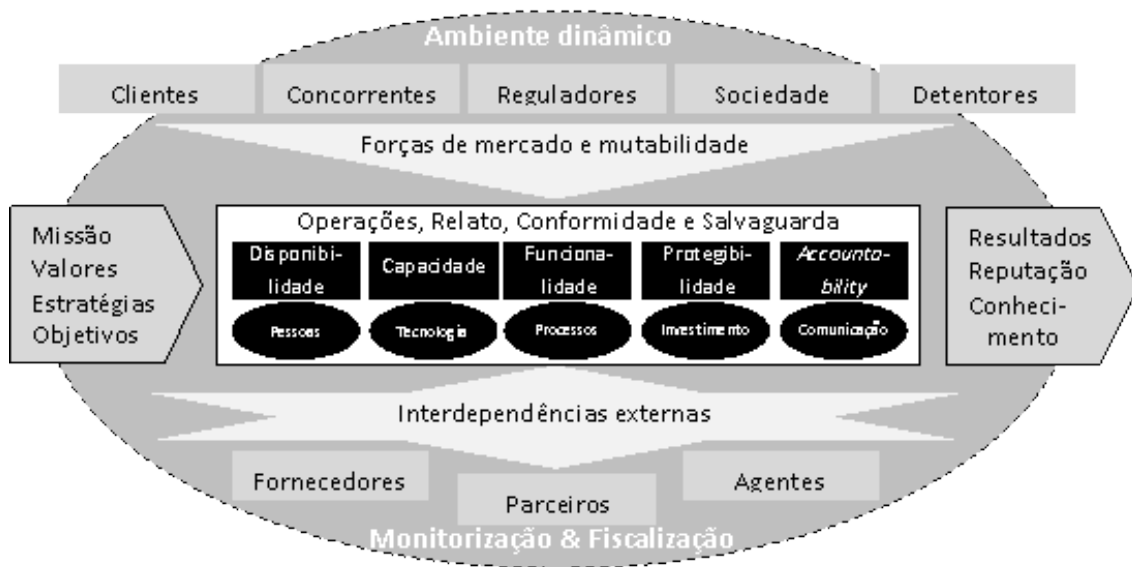 Ambiente dinâmico
Clientes
Concorrentes
Reguladores
Sociedade
Detentores
Forças de mercado e mutabilidade
Missão
Valores
Estratégias
Objetivos
Operações, Relato, Conformidade e Salvaguarda
Disponibi-
lidade
Capacidade
Funciona-
lidade
Protegibi-
lidade
Accounta-
bility
Pessoas
Tecnologia
Processos
Investimento
Comunicação
Resultados
Reputação
Conheci-
mento
Interdependências externas
Fornecedores
Parceiros
Agentes
Monitorização & Fiscalização